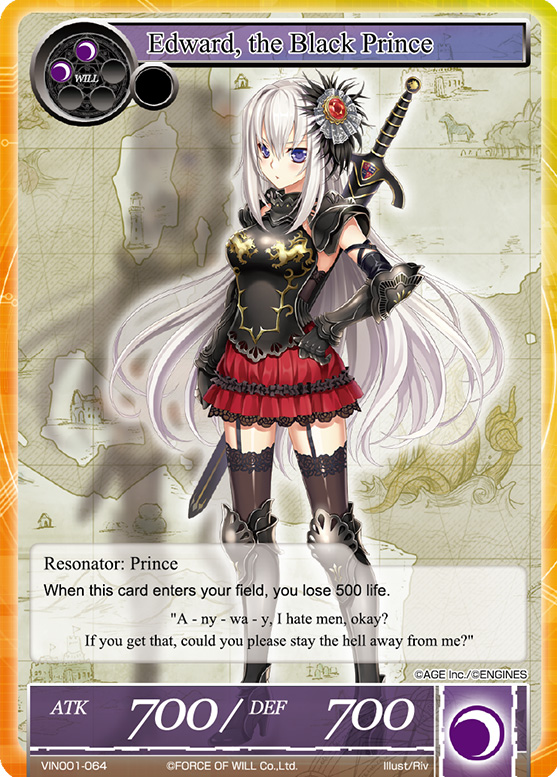 Edward, the Black Prince
WILL
Resonator: Prince
When this card enters your field, you lose 500 life.
"A - ny - wa - y, I hate men, okay?
If you get that, could you please stay the hell away from me?"
©AGE Inc./©ENGINES
ATK 700 / DEF 700
VIN001-064 ©FORCE OF WILL Co.,Ltd. Illust/Riv